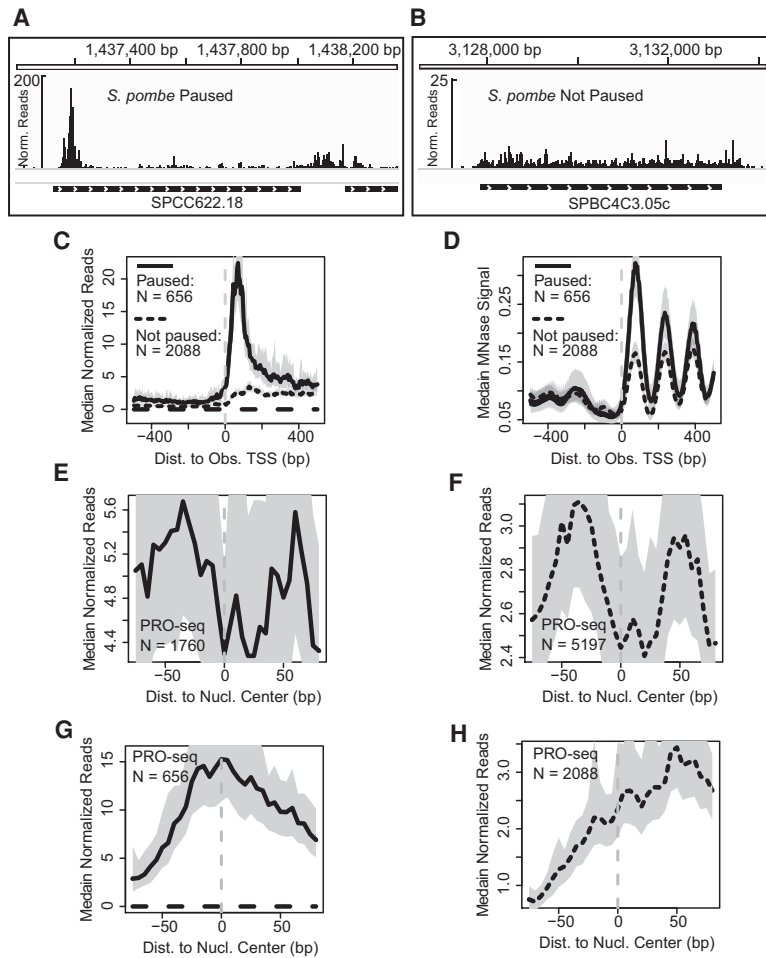 A
1,437,400 bp 1,437,800 bp 1,438,200 bp
200
Norm. Reads
S. pombe Paused
SPCC622.18
B
3,128,000 bp 3,132,000 bp
25
Norm. Reads
S. pombe Not Paused
SPBC4C3.05c
C
Median Normalized Reads
20
15
10
5
0
Paused:
N = 656
Not paused:
N = 2088
−400 0 400
Dist. to Obs. TSS (bp)
D
Medain MNase Signal
0.25
0.15
0.05
Paused:
N = 656
Not paused:
N = 2088
−400 0 400
Dist. to Obs. TSS (bp)
E
Median Normalized Reads
5.6
5.2
4.8
4.4
PRO-seq
N = 1760
−50 0 50
Dist. to Nucl. Center (bp)
F
Median Normalized Reads
3.0
2.8
2.6
2.4
PRO-seq
N = 5197
−50 0 50
Dist. to Nucl. Center (bp)
G
Medain Normalized Reads
15
10
5
0
PRO-seq
N = 656
−50 0 50
Dist. to Nucl. Center (bp)
H
Medain Normalized Reads
3.0
2.0
1.0
PRO-seq
N = 2088
−50 0 50
Dist. to Nucl. Center (bp)